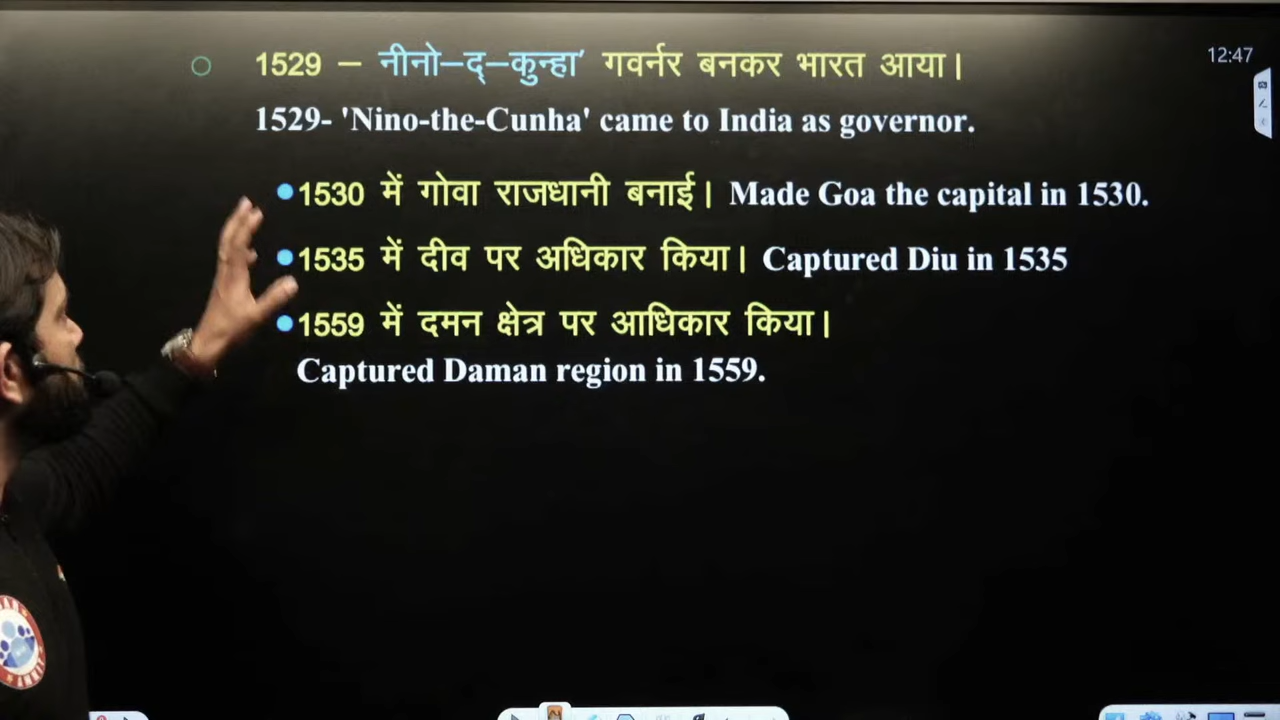 1529 – नीनो–द्–कुन्हा' गवर्नर बनकर भारत आया।
12:47
1529- 'Nino-the-Cunha' came to India as governor.
1530 में गोवा राजधानी बनाई। Made Goa the capital in 1530.
1535 में दीव पर अधिकार किया। Captured Diu in 1535
1559 में दमन क्षेत्र पर आधिकार किया।
Captured Daman region in 1559.